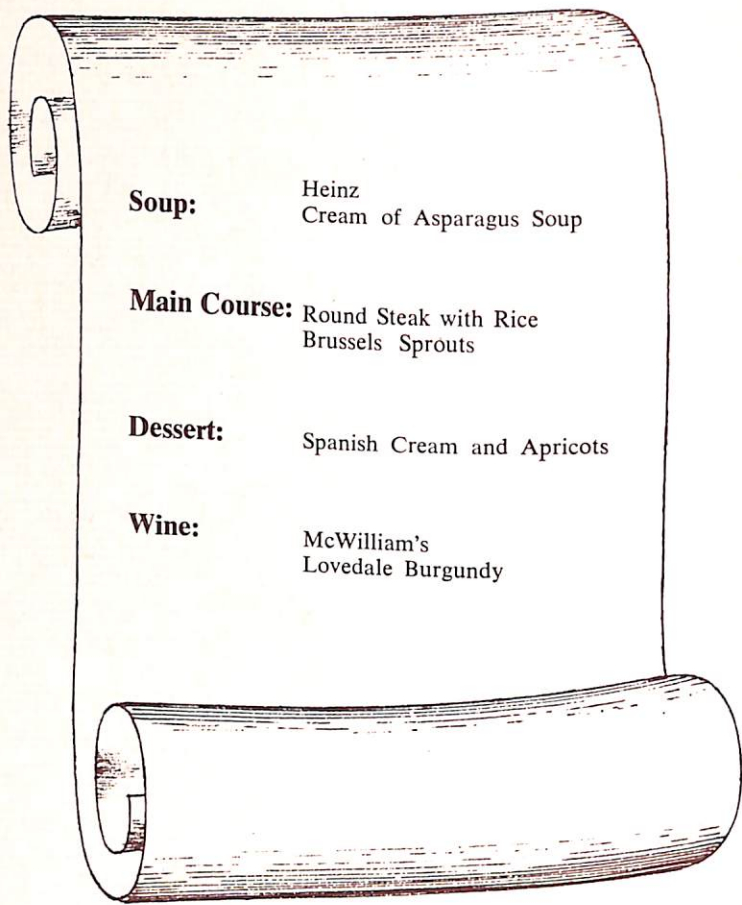 Soup: Heinz
Cream of Asparagus Soup
Main Course: Round Steak with Rice
Brussels Sprouts
Dessert: Spanish Cream and Apricots
Wine: McWilliam's
Lovedale Burgundy